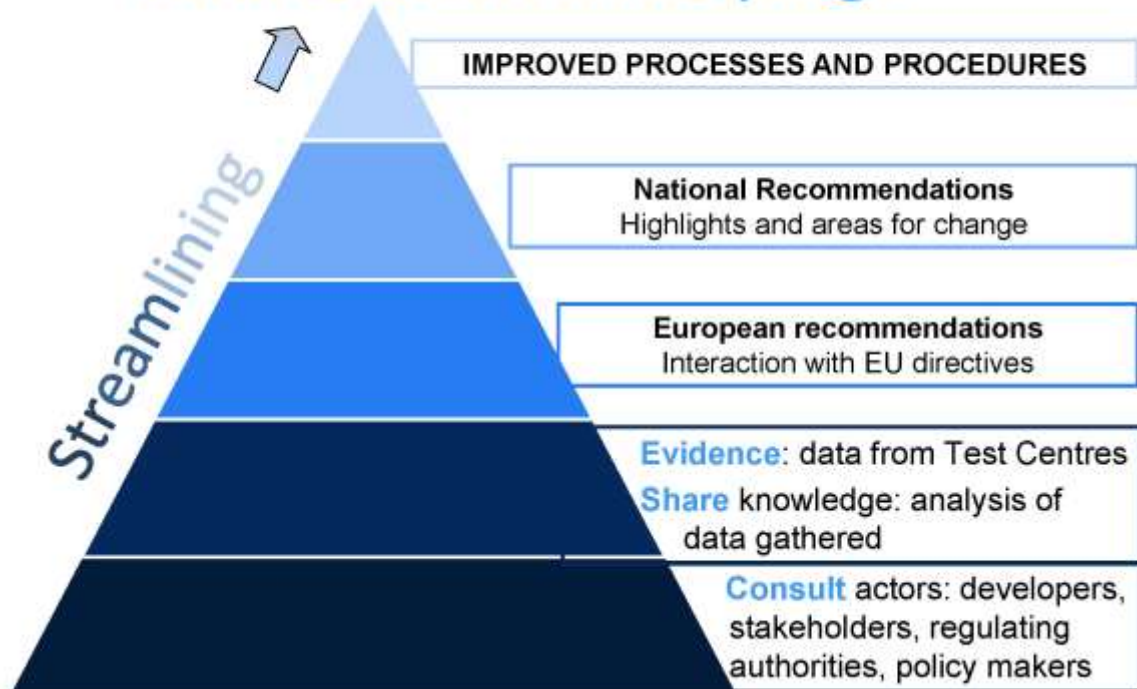 IMPROVED PROCESSES AND PROCEDURES
National Recommendations
Highlights and areas for change
European recommendations
Interaction with EU directives
Streamlining
Evidence: data from Test Centres
Share knowledge: analysis of
data gathered
Consult actors: developers,
stakeholders, regulating
authorities, policy makers